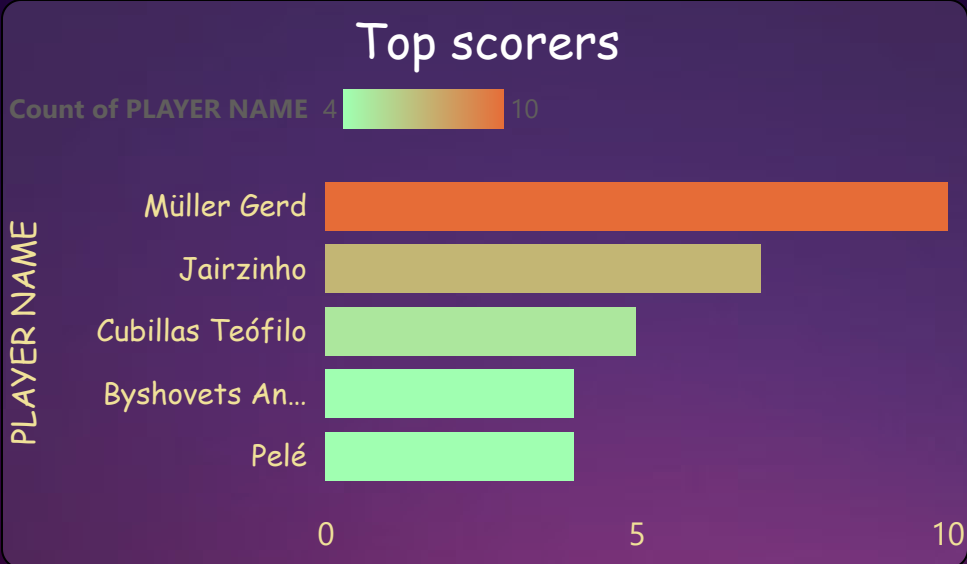 Top scorers
Count of PLAYER NAME 4 10
PLAYER NAME
Müller Gerd
Jairzinho
Cubillas Teófilo
Byshovets An...
Pelé
0 5 10